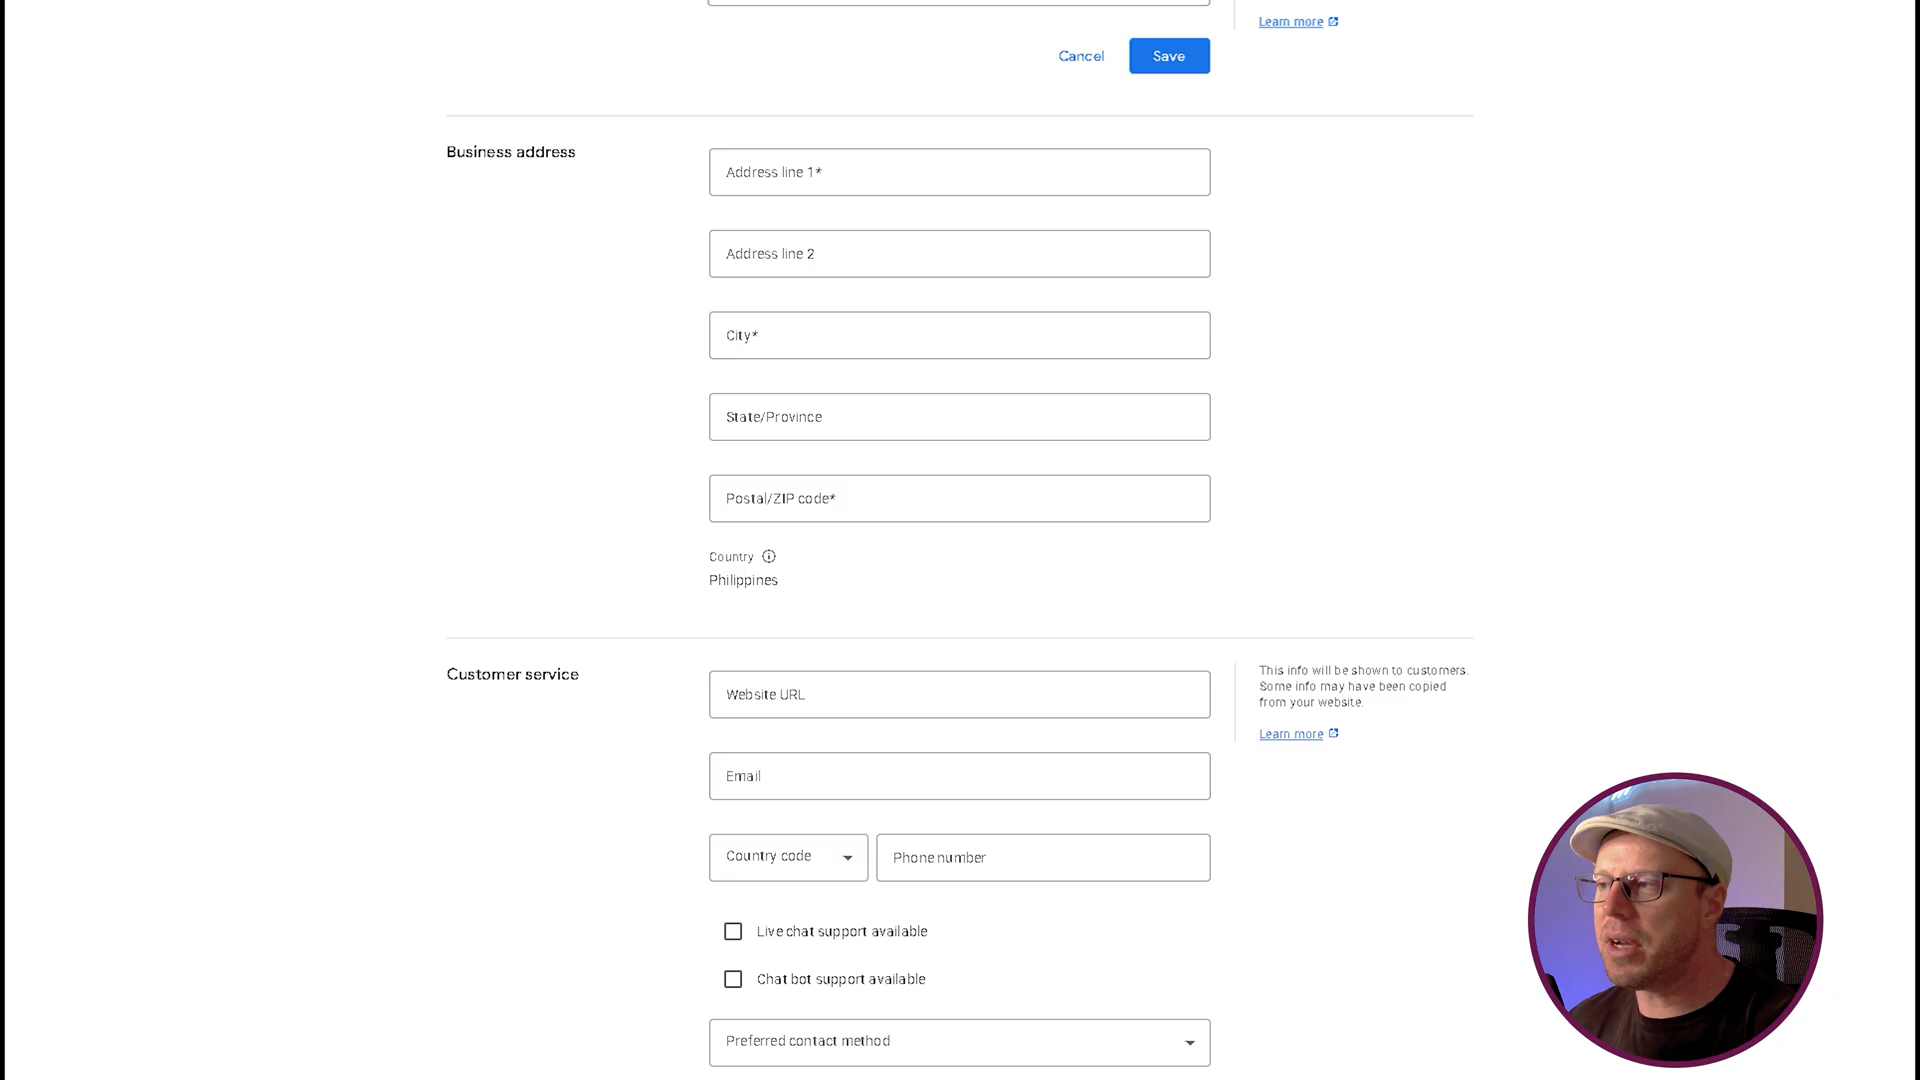 Learn more
Cancel
Save
Business address
Address line 1*
Address line 2
City*
State/Province
Postal/ZIP code*
Country
Philippines
Customer service
Website URL
This info will be shown to customers.
Some info may have been copied
from your website.
Learn more
Email
Country code
Phone number
Live chat support available
Chat bot support available
Preferred contact method